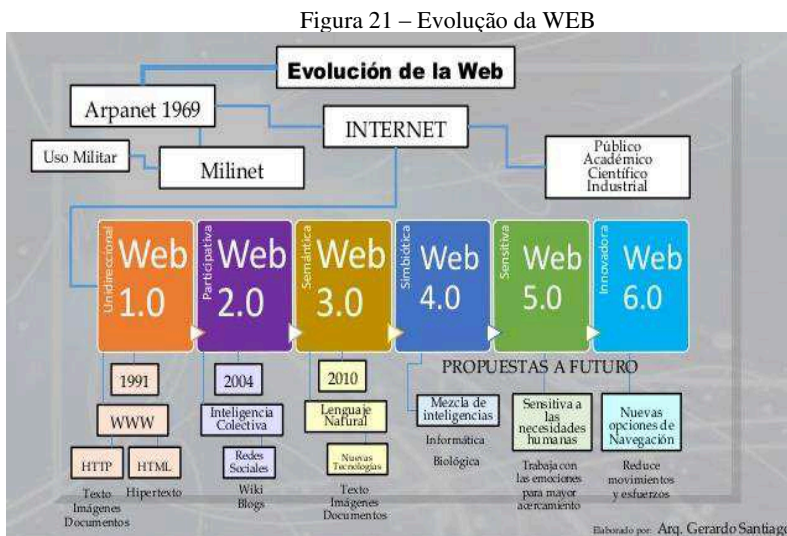 Figura 21 – Evolução da WEB
Evolución de la Web
Arpanet 1969
INTERNET
Uso Militar
Milinet
Público
Académico
Científico
Industrial
Unidireccional
Web
1.0
Participativa
Web
2.0
Semántica
Web
3.0
Simbiótica
Web
4.0
Sensitiva
Web
5.0
Innovadora
Web
6.0
PROPUESTAS A FUTURO
1991
WWW
HTTP
HTML
Texto
Imágenes
Documentos
Hipertexto
2004
Inteligencia
Colectiva
Redes
Sociales
Wiki
Blogs
2010
Lenguaje
Natural
Nuevas
Tecnologías
Texto
Imágenes
Documentos
Mezcla de
inteligencias
Informática
Biológica
Sensitiva a
las
necesidades
humanas
Trabaja con
las emociones
para mayor
acercamiento
Nuevas
opciones de
Navegación
Reduce
movimientos
y esfuerzos
Elaborado por: Arq. Gerardo Santiago